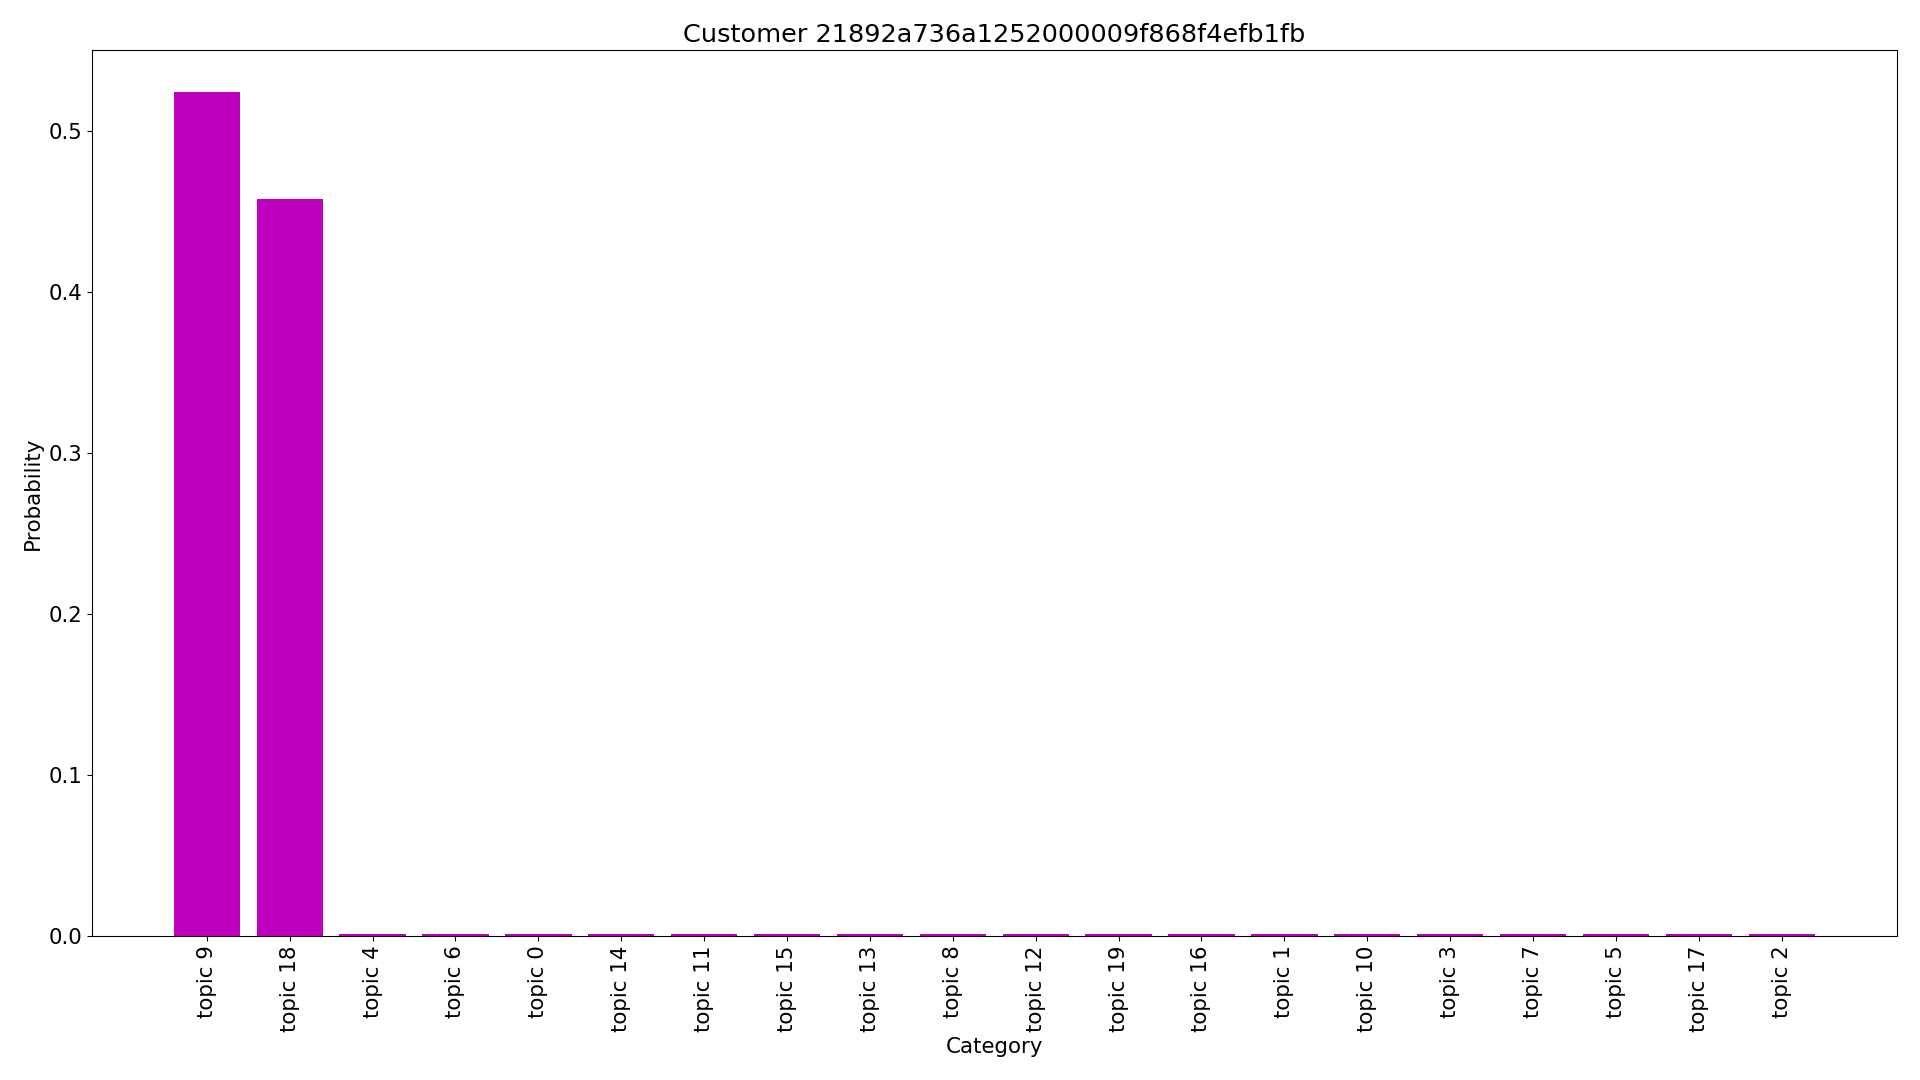 Customer 21892a736a1252000009f868f4efb1fb
Probability
0.5
0.4
0.3
0.2
0.1
0.0
topic 9
topic 18
topic 4
topic 6
topic 0
topic 14
topic 11
topic 15
topic 13
topic 8
topic 12
topic 19
topic 16
topic 1
topic 10
topic 3
topic 7
topic 5
topic 17
topic 2
Category